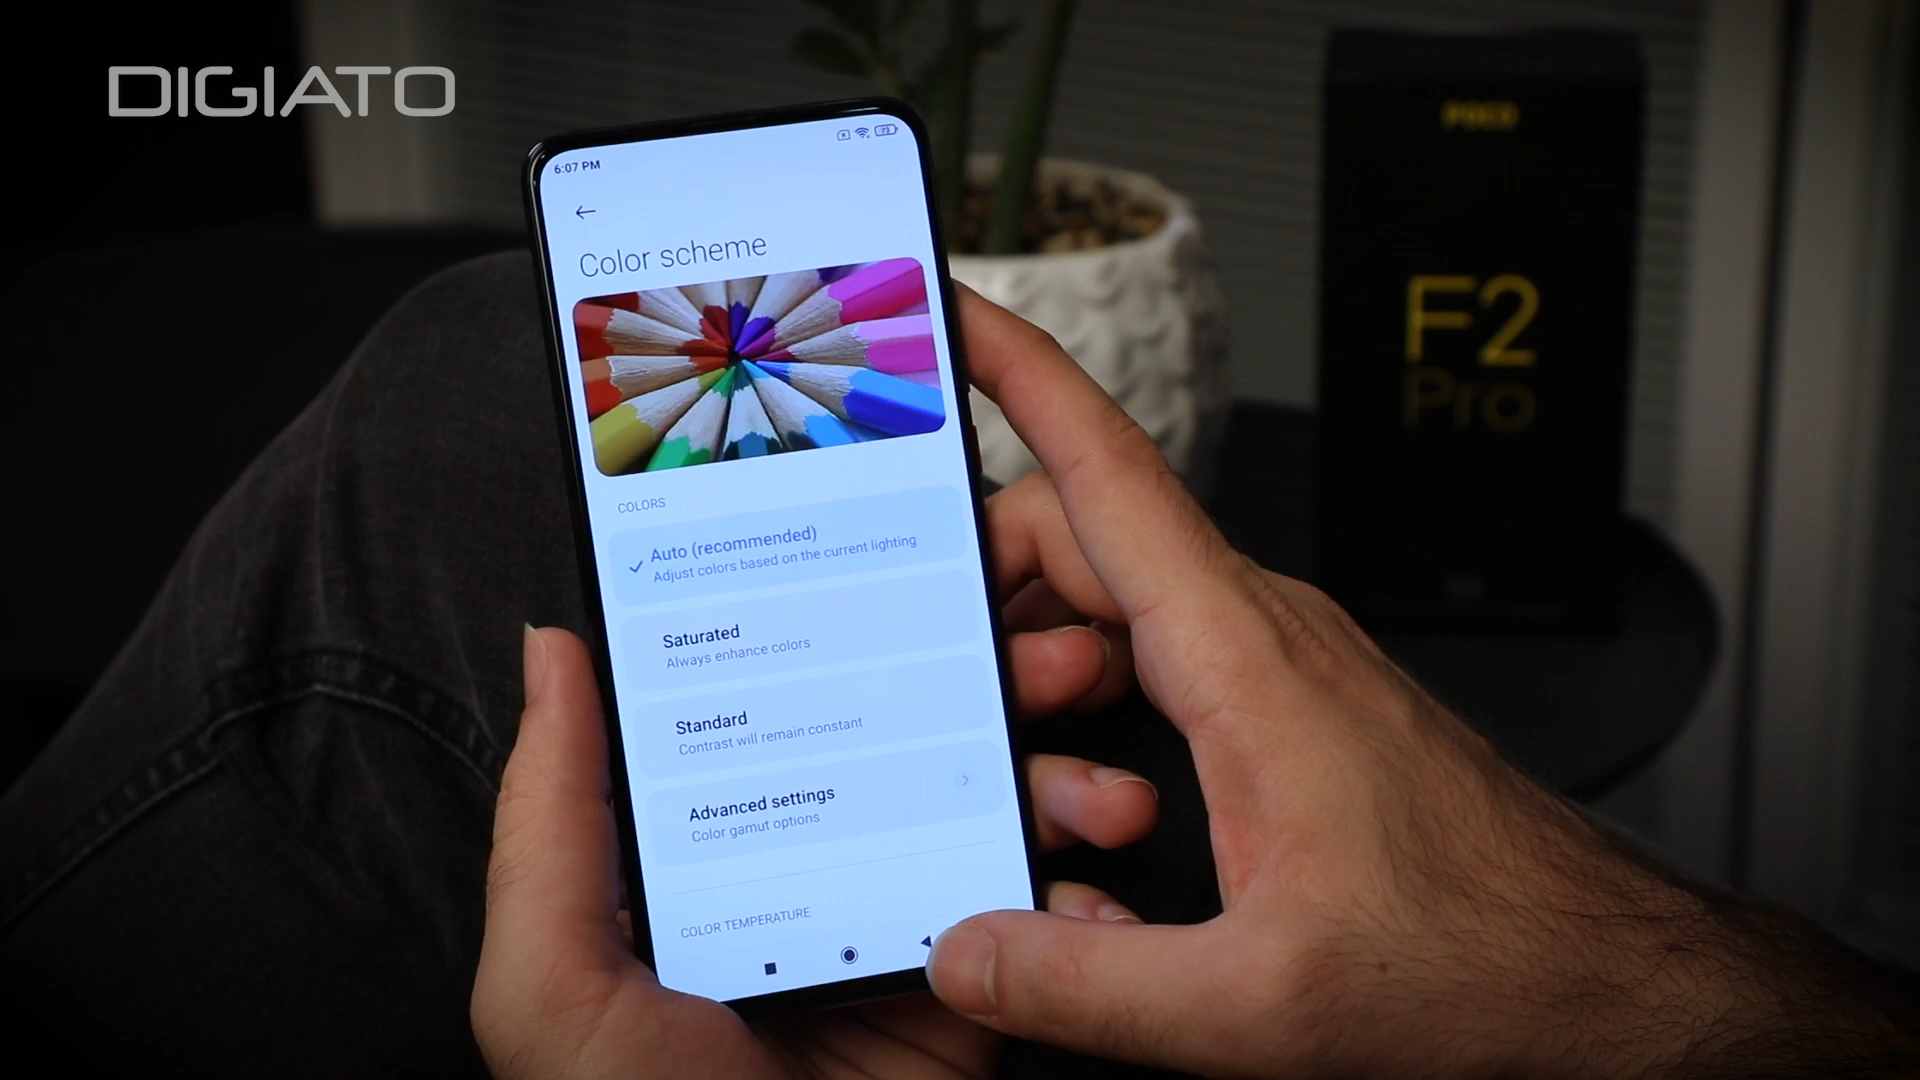 DIGIATO
6:07 PM
73
Color scheme
COLORS
Auto (recommended)
Adjust colors based on the current lighting
Saturated
Always enhance colors
Standard
Contrast will remain constant
Advanced settings
Color gamut options
COLOR TEMPERATURE
POCO
F2
Pro